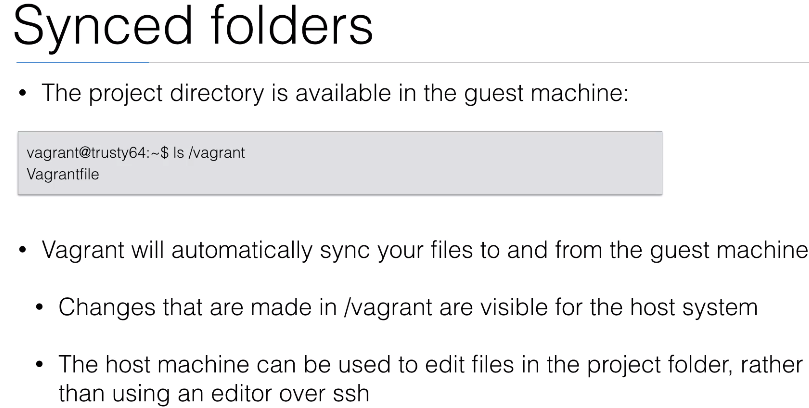 Synced folders
• The project directory is available in the guest machine:
vagrant@trusty64:~$ ls /vagrant
Vagrantfile
• Vagrant will automatically sync your files to and from the guest machine
• Changes that are made in /vagrant are visible for the host system
• The host machine can be used to edit files in the project folder, rather
than using an editor over ssh